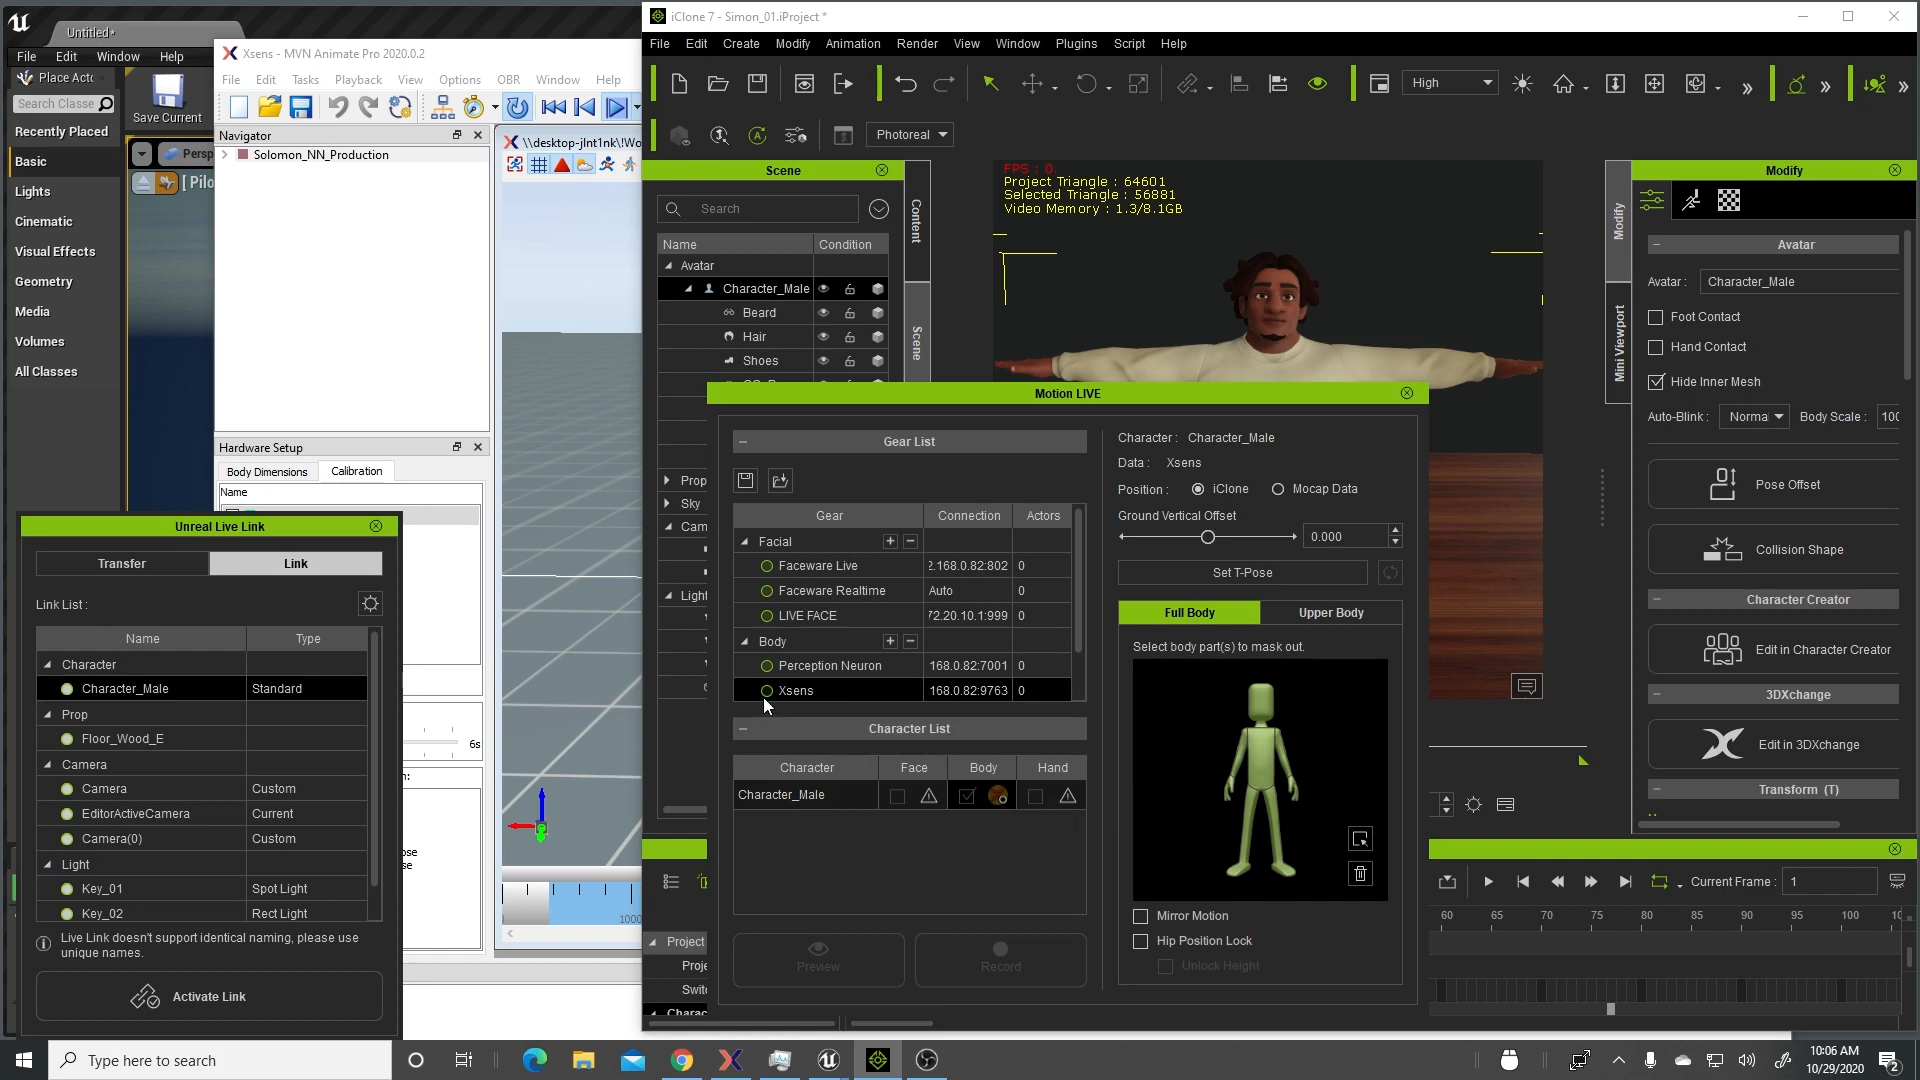 Untitled*
File Edit Window Help
Place Actc
Search Classe
Save Current
Recently Placed
Basic
Lights
Cinematic
Visual Effects
Geometry
Media
Volumes
All Classes
Persp
[ Pilo
Xsens - MVN Animate Pro 2020.0.2
File Edit Tasks Playback View Options OBR Window Help
Navigator
Solomon_NN_Production
\\desktop-jlnt1nk\!Wo
Hardware Setup
Body Dimensions Calibration
Name
6s
1000
Unreal Live Link
Transfer Link
Link List :
Name Type
Character
Character_Male Standard
Prop
Floor_Wood_E
Camera
Camera Custom
EditorActiveCamera Current
Camera(0) Custom
Light
Key_01 Spot Light
Key_02 Rect Light
Live Link doesn't support identical naming, please use
unique names.
Activate Link
iClone 7 - Simon_01.iProject *
File Edit Create Modify Animation Render View Window Plugins Script Help
High
Photoreal
Scene
Search
Name Condition
Avatar
Character_Male
Beard
Hair
Shoes
Prop
Sky
Cam
Light
Content
Scene
FPS : 0.
Project Triangle : 64601
Selected Triangle : 56881
Video Memory : 1.3/8.1GB
Motion LIVE
Gear List
Gear Connection Actors
Facial
Faceware Live 2.168.0.82:802 0
Faceware Realtime Auto 0
LIVE FACE 72.20.10.1:999 0
Body
Perception Neuron 168.0.82:7001 0
Xsens 168.0.82:9763 0
Character List
Character Face Body Hand
Character_Male
Preview Record
Character : Character_Male
Data : Xsens
Position : iClone Mocap Data
Ground Vertical Offset
0.000
Set T-Pose
Full Body Upper Body
Select body part(s) to mask out.
Mirror Motion
Hip Position Lock
Unlock Height
Modify
Mini Viewport
Modify
Avatar
Avatar : Character_Male
Foot Contact
Hand Contact
Hide Inner Mesh
Auto-Blink : Norma Body Scale : 100
Pose Offset
Collision Shape
Character Creator
Edit in Character Creator
3DXchange
Edit in 3DXchange
Transform (T)
Current Frame : 1
60 65 70 75 80 85 90 95 100
Project
Proje
Switc
Charac
Type here to search
10:06 AM
10/29/2020
2